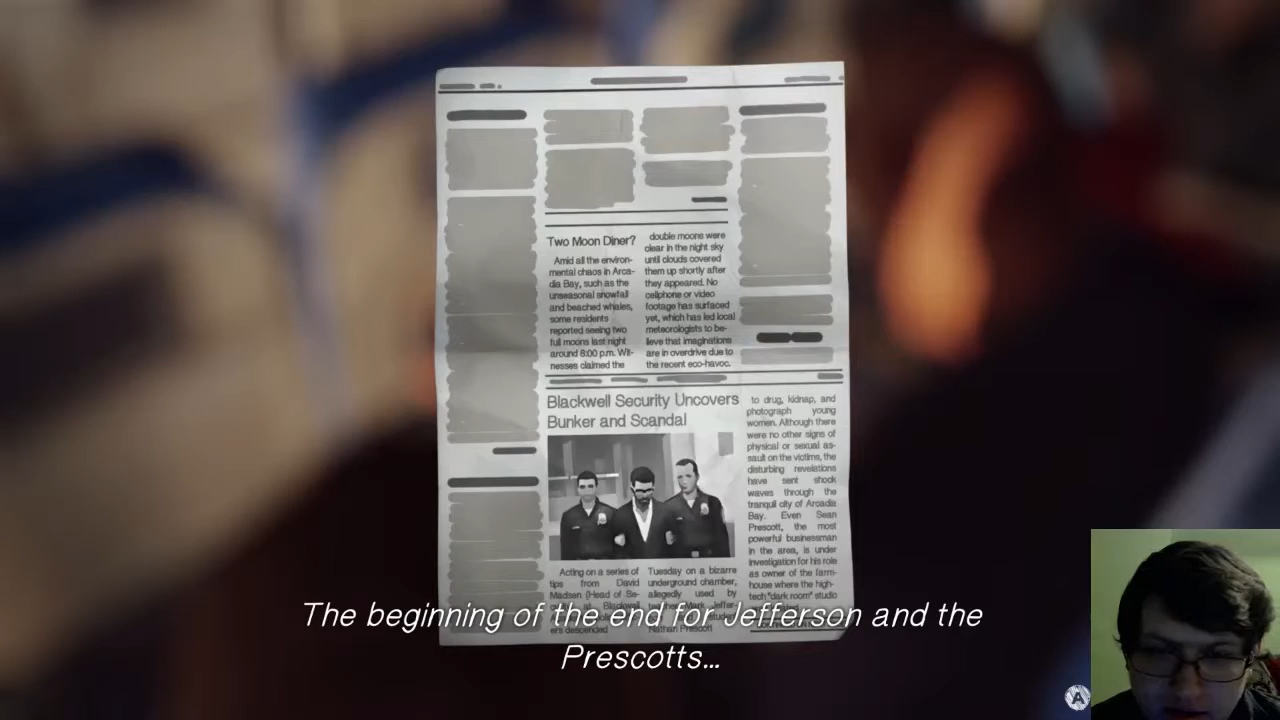 Two Moon Diner?
Amid all the environ-
mental chaos in Arca-
dia Bay, such as the
unseasonal snowfall
and beached whales,
some residents
reported seeing two
full moons last night
around 8:00 p.m. Wit-
nesses claimed the
double moons were
clear in the night sky
until clouds covered
them up shortly after
they appeared. No
cellphone or video
footage has surfaced
yet, which has led local
meteorologists to be-
lieve that imaginations
are in overdrive due to
the recent eco-havoc.
Blackwell Security Uncovers
Bunker and Scandal
Acting on a series of
tips from David
Madsen (Head of Se-
at Blackwell
ers descended
Tuesday on a bizarre
underground chamber,
allegedly used by
Mark Jeffer-
Nathan Prescott
to drug, kidnap, and
photograph young
women. Although there
were no other signs of
physical or sexual as-
sault on the victims, the
disturbing revelations
have sent shock
waves through the
tranquil city of Arcadia
Bay. Even Sean
Prescott, the most
powerful businessman
in the area, is under
investigation for his role
as owner of the farm-
house where the high-
tech "dark room" studio
The beginning of the end for Jefferson and the
Prescotts...
A